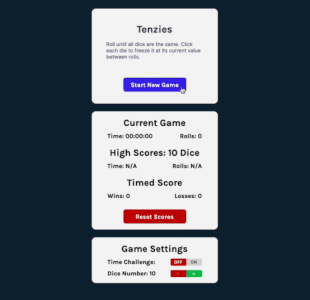 Tenzies
Roll until all dice are the same. Click
each die to freeze it at its current value
between rolls.
Start New Game
Current Game
Time: 00:00:00 Rolls: 0
High Scores: 10 Dice
Time: N/A Rolls: N/A
Timed Score
Wins: 0 Losses: 0
Reset Scores
Game Settings
Time Challenge: OFF ON
Dice Number: 10 - +